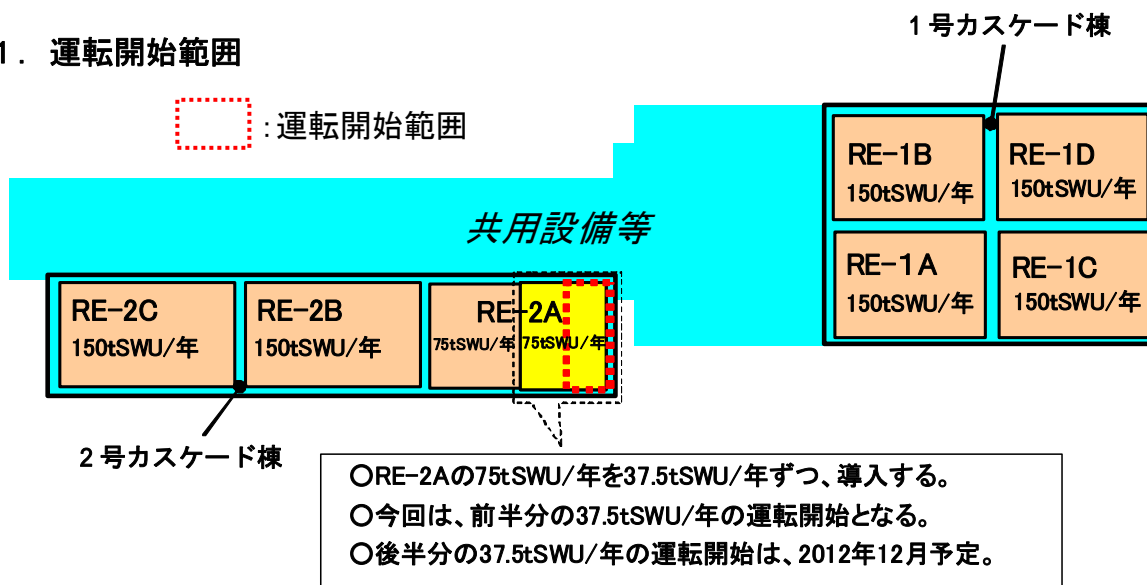 1. 運転開始範囲
:運転開始範囲
1号カスケード棟
RE-1B
150tSWU/年
RE-1D
150tSWU/年
共用設備等
RE-1A
150tSWU/年
RE-1C
150tSWU/年
RE-2C
150tSWU/年
RE-2B
150tSWU/年
RE-2A
75tSWU/年
75tSWU/年
2号カスケード棟
○RE-2Aの75tSWU/年を37.5tSWU/年ずつ、導入する。
○今回は、前半分の37.5tSWU/年の運転開始となる。
○後半分の37.5tSWU/年の運転開始は、2012年12月予定。